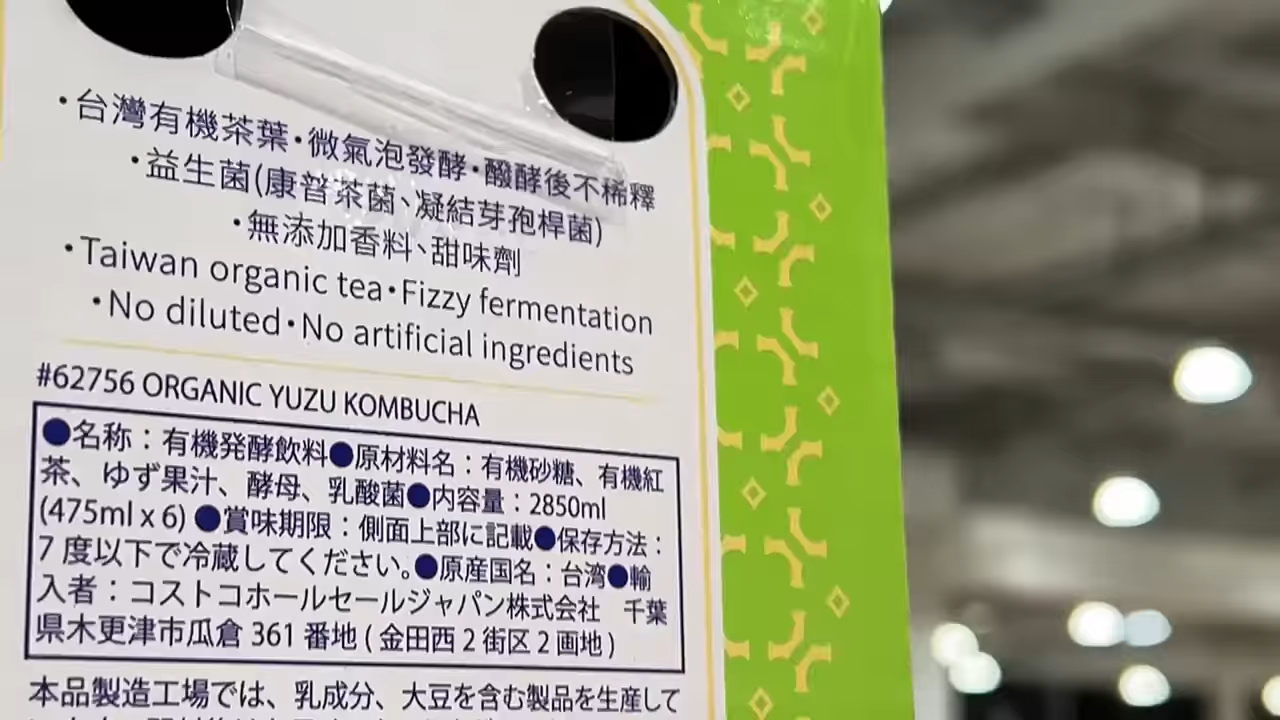 ・台灣有機茶葉・微氣泡發酵・醱酵後不稀釋
・益生菌(康普茶菌、凝結芽孢桿菌)
・無添加香料、甜味劑
・Taiwan organic tea・Fizzy fermentation
・No diluted・No artificial ingredients
#62756 ORGANIC YUZU KOMBUCHA
●名称：有機発酵飲料●原材料名：有機砂糖、有機紅
茶、ゆず果汁、酵母、乳酸菌●内容量：2850ml
(475ml x 6) ●賞味期限：側面上部に記載●保存方法：
7 度以下で冷蔵してください。●原産国名：台湾●輸
入者：コストコホールセールジャパン株式会社　千葉
県木更津市瓜倉 361 番地 ( 金田西 2 街区 2 画地 )
本品製造工場では、乳成分、大豆を含む製品を生産して